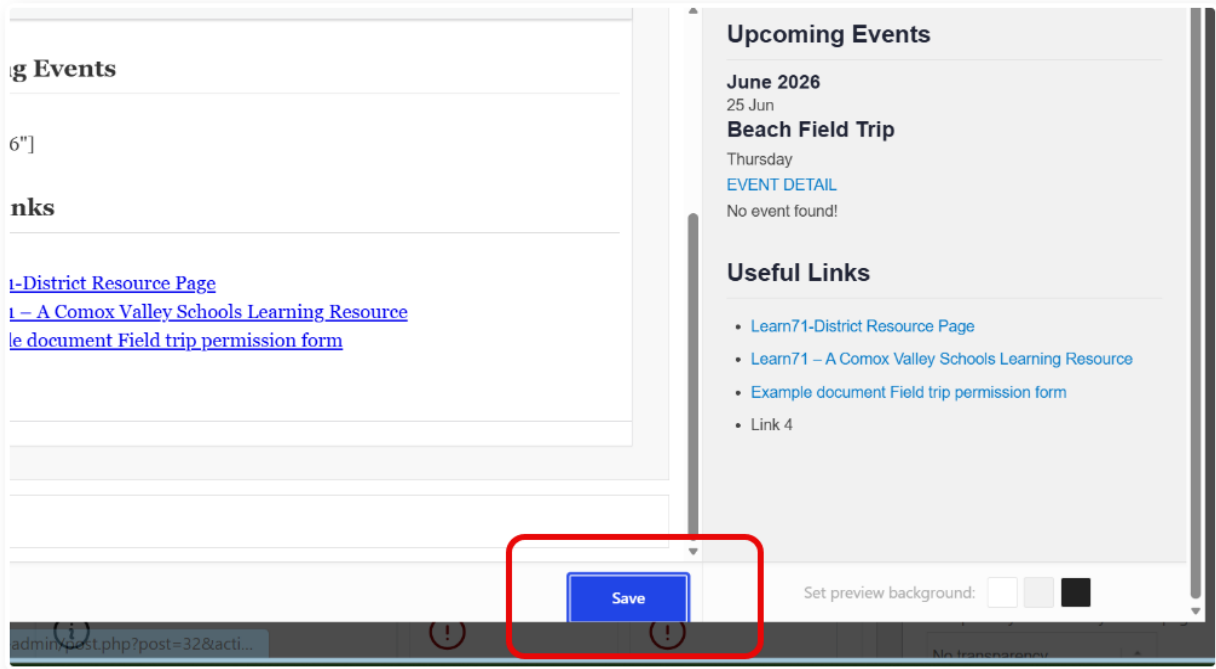 g Events
6"]
nks
1-District Resource Page
1 – A Comox Valley Schools Learning Resource
le document Field trip permission form
Save
admin/post.php?post=32&acti...
Upcoming Events
June 2026
25 Jun
Beach Field Trip
Thursday
EVENT DETAIL
No event found!
Useful Links
• Learn71-District Resource Page
• Learn71 – A Comox Valley Schools Learning Resource
• Example document Field trip permission form
• Link 4
Set preview background:
No transparency